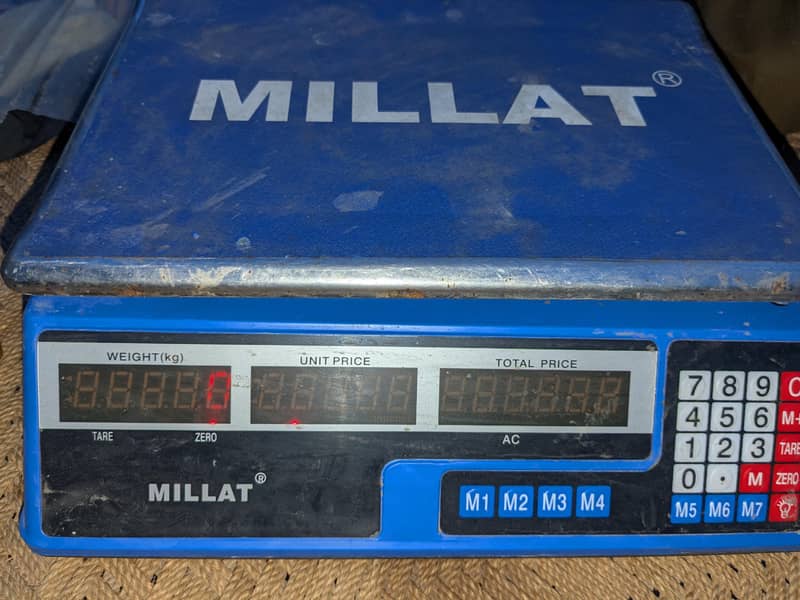 MILLAT®
WEIGHT(kg) UNIT PRICE TOTAL PRICE
0
TARE ZERO AC
MILLAT®
M1 M2 M3 M4
7 8 9 C
4 5 6 M+
1 2 3 TARE
0 . M ZERO
M5 M6 M7